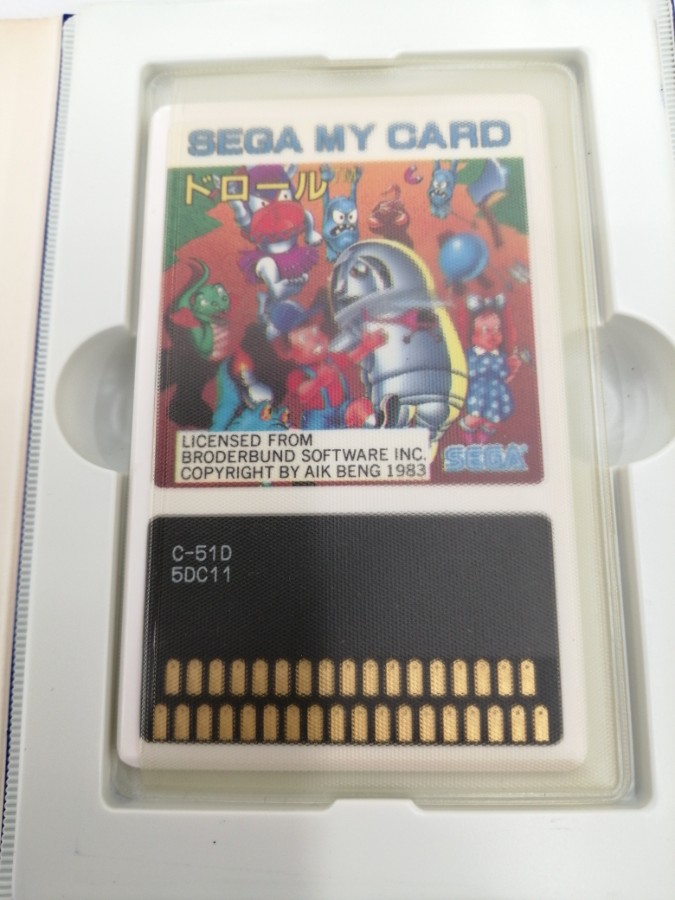 SEGA MY CARD
ドロール TM
LICENSED FROM
BRODERBUND SOFTWARE INC.
COPYRIGHT BY AIK BENG 1983
SEGA
C-51D
5DC11